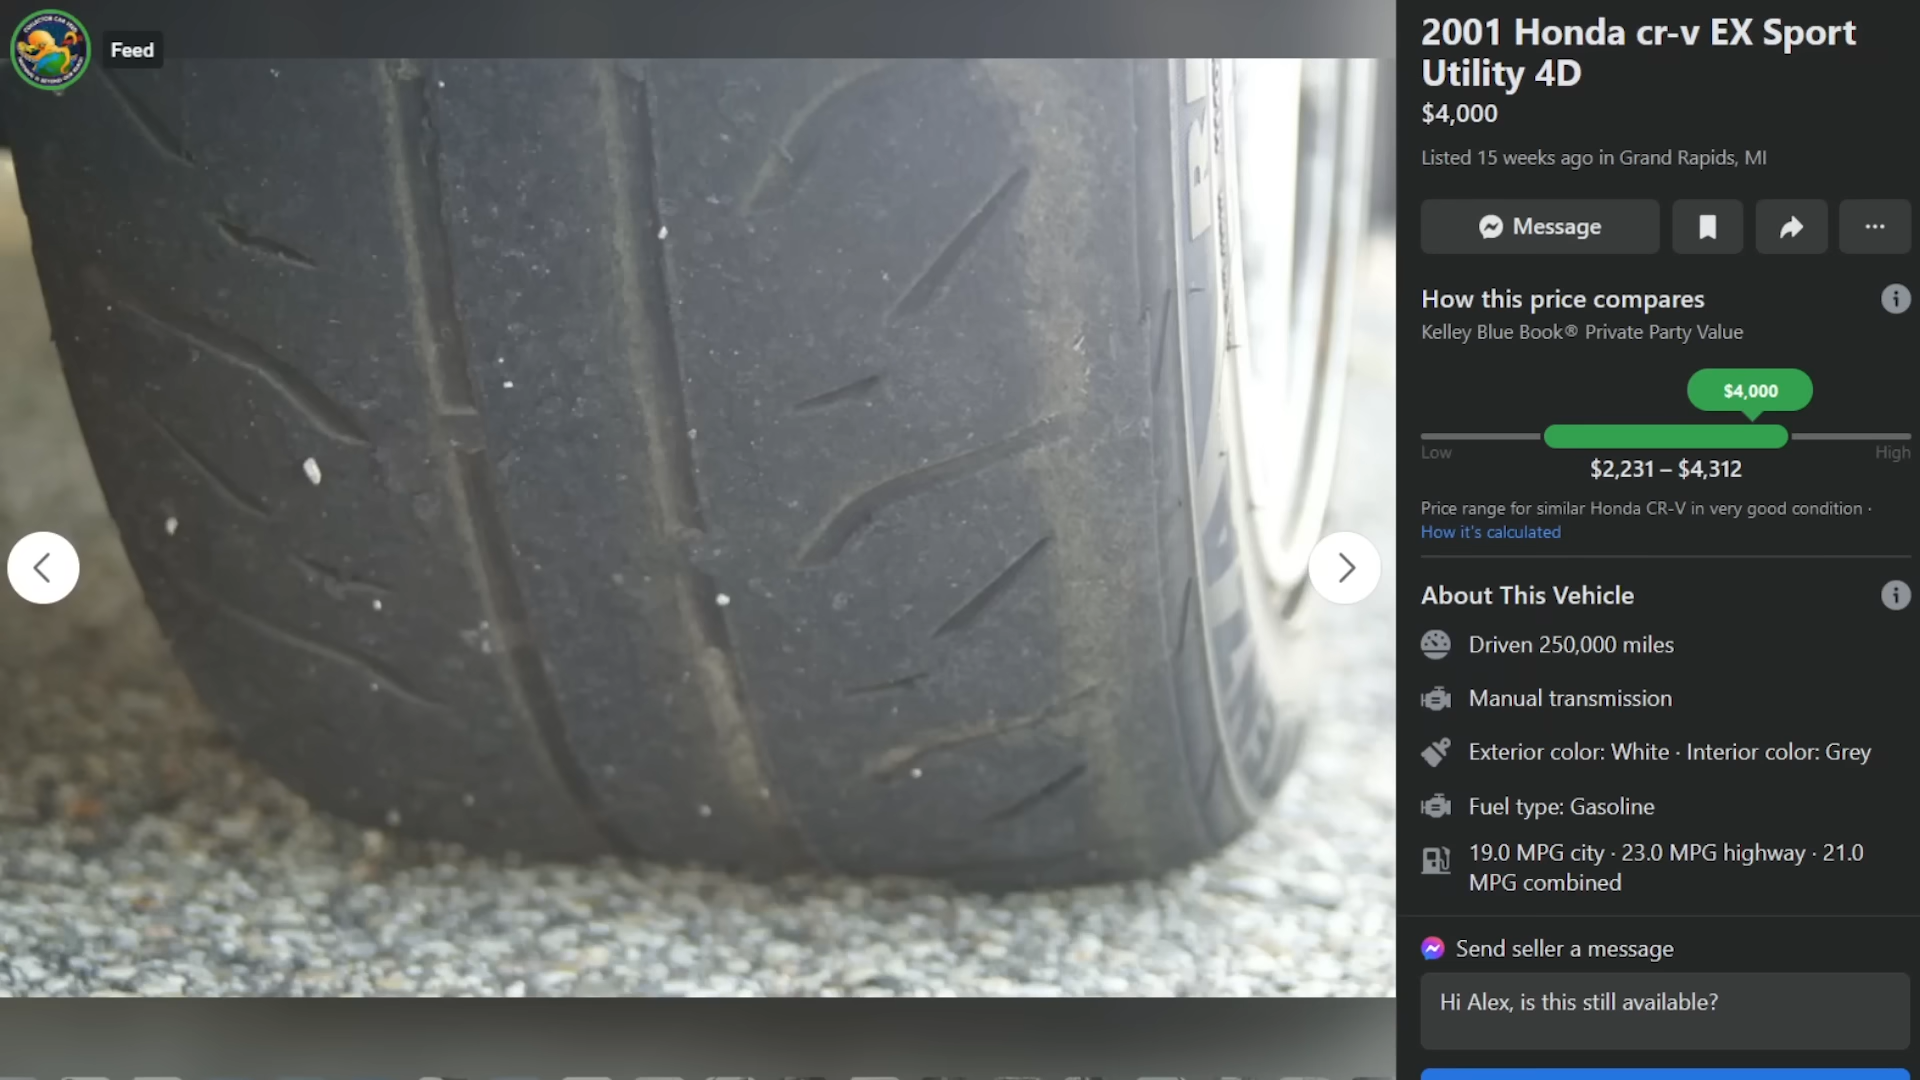 Feed
2001 Honda cr-v EX Sport
Utility 4D
$4,000
Listed 15 weeks ago in Grand Rapids, MI
Message
How this price compares
Kelley Blue Book® Private Party Value
$4,000
Low
High
$2,231 – $4,312
Price range for similar Honda CR-V in very good condition ·
How it's calculated
About This Vehicle
Driven 250,000 miles
Manual transmission
Exterior color: White · Interior color: Grey
Fuel type: Gasoline
19.0 MPG city · 23.0 MPG highway · 21.0
MPG combined
Send seller a message
Hi Alex, is this still available?